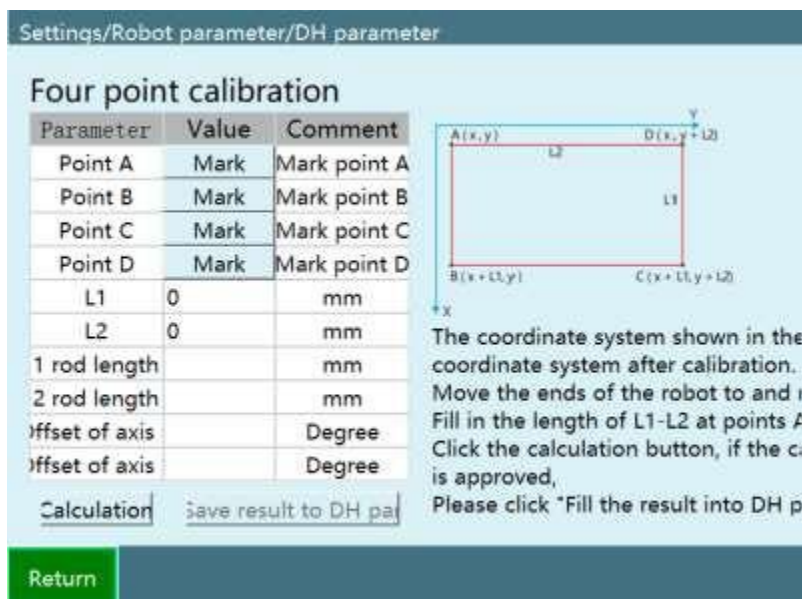 Settings/Robot parameter/DH parameter
Four point calibration
Parameter Value Comment
Point A Mark Mark point A
Point B Mark Mark point B
Point C Mark Mark point C
Point D Mark Mark point D
L1 0 mm
L2 0 mm
1 rod length mm
2 rod length mm
Offset of axis Degree
Offset of axis Degree
Calculation Save result to DH par
Y
A(x,y) D(x,y+L2)
L2
L1
B(x+L1,y) C(x+L1,y+L2)
X
The coordinate system shown in the
coordinate system after calibration.
Move the ends of the robot to and
Fill in the length of L1-L2 at points A
Click the calculation button, if the ca
is approved,
Please click "Fill the result into DH p
Return